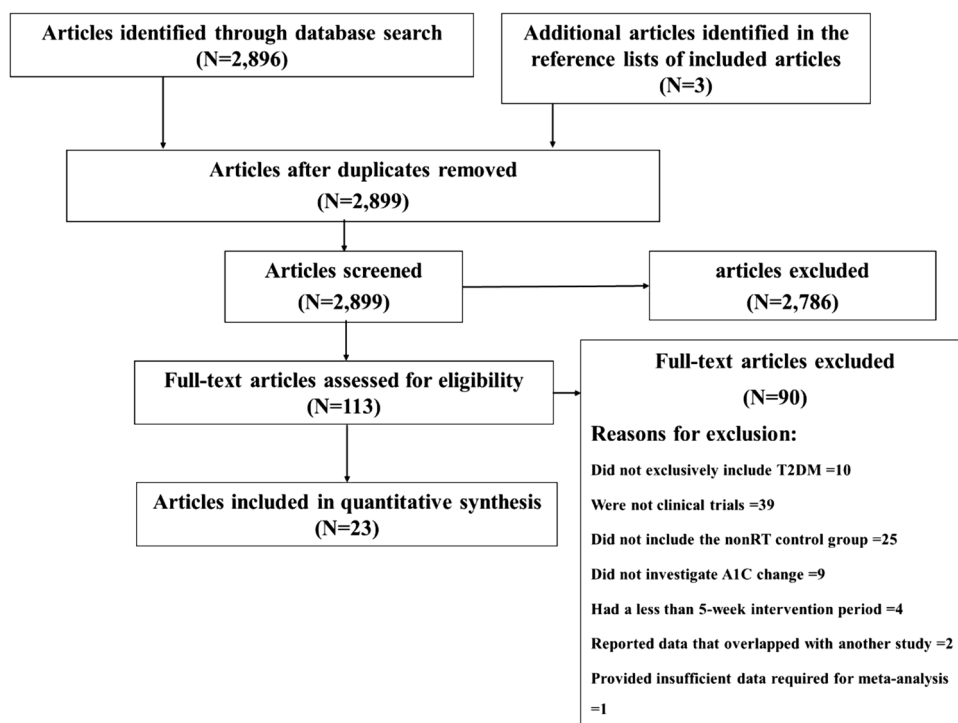 Articles identified through database search
(N=2,896)
Additional articles identified in the
reference lists of included articles
(N=3)
Articles after duplicates removed
(N=2,899)
Articles screened
(N=2,899)
articles excluded
(N=2,786)
Full-text articles assessed for eligibility
(N=113)
Full-text articles excluded
(N=90)
Reasons for exclusion:
Did not exclusively include T2DM =10
Were not clinical trials =39
Did not include the nonRT control group =25
Did not investigate A1C change =9
Had a less than 5-week intervention period =4
Reported data that overlapped with another study =2
Provided insufficient data required for meta-analysis
=1
Articles included in quantitative synthesis
(N=23)